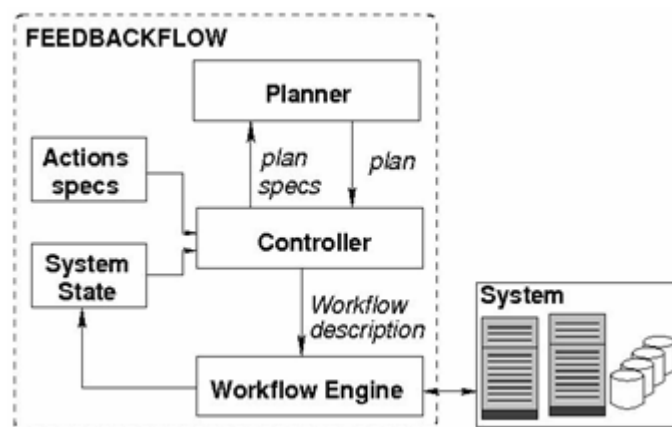 FEEDBACKFLOW
Planner
Actions
specs
plan
specs
plan
Controller
System
State
Workflow
description
System
Workflow Engine